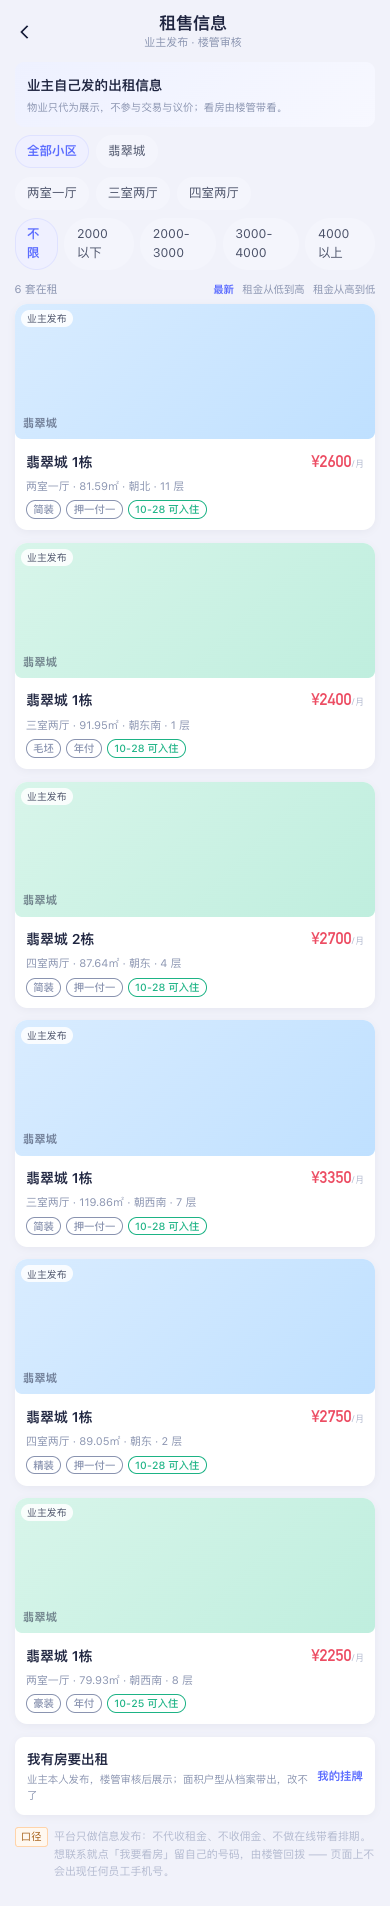 租售信息
业主发布 · 楼管审核
业主自己发的出租信息
物业只代为展示，不参与交易与议价；看房由楼管带看。
全部小区 翡翠城
两室一厅 三室两厅 四室两厅
不限 2000以下 2000-3000 3000-4000 4000以上
6 套在租 最新 租金从低到高 租金从高到低
业主发布
翡翠城
翡翠城 1栋 ¥2600/月
两室一厅 · 81.59㎡ · 朝北 · 11 层
简装 押一付一 10-28 可入住
业主发布
翡翠城
翡翠城 1栋 ¥2400/月
三室两厅 · 91.95㎡ · 朝东南 · 1 层
毛坯 年付 10-28 可入住
业主发布
翡翠城
翡翠城 2栋 ¥2700/月
四室两厅 · 87.64㎡ · 朝东 · 4 层
简装 押一付一 10-28 可入住
业主发布
翡翠城
翡翠城 1栋 ¥3350/月
三室两厅 · 119.86㎡ · 朝西南 · 7 层
简装 押一付一 10-28 可入住
业主发布
翡翠城
翡翠城 1栋 ¥2750/月
四室两厅 · 89.05㎡ · 朝东 · 2 层
精装 押一付一 10-28 可入住
业主发布
翡翠城
翡翠城 1栋 ¥2250/月
两室一厅 · 79.93㎡ · 朝西南 · 8 层
豪装 年付 10-25 可入住
我有房要出租
业主本人发布，楼管审核后展示；面积户型从档案带出，改不
了
我的挂牌
口径 平台只做信息发布：不代收租金、不收佣金、不做在线带看排期。
想联系就点「我要看房」留自己的号码，由楼管回拨 —— 页面上不
会出现任何员工手机号。